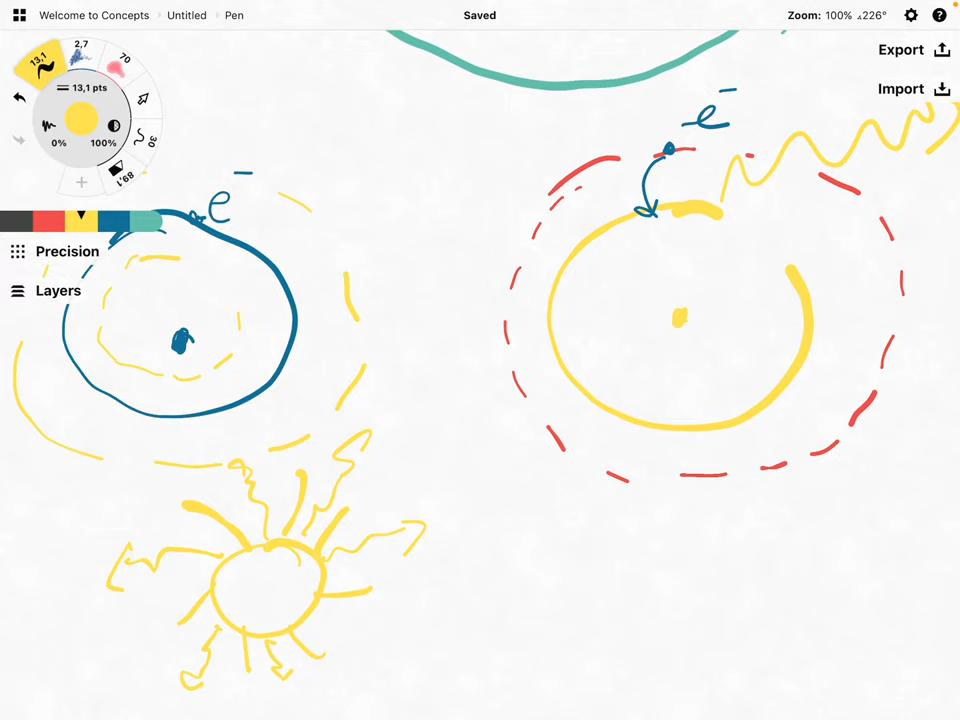 Welcome to Concepts > Untitled > Pen
Saved
Zoom: 100% ⊿226°
Export
Import
13,1
2,7
70
13,1 pts
0%
100%
30
89,1
+
Precision
Layers
e⁻
e⁻